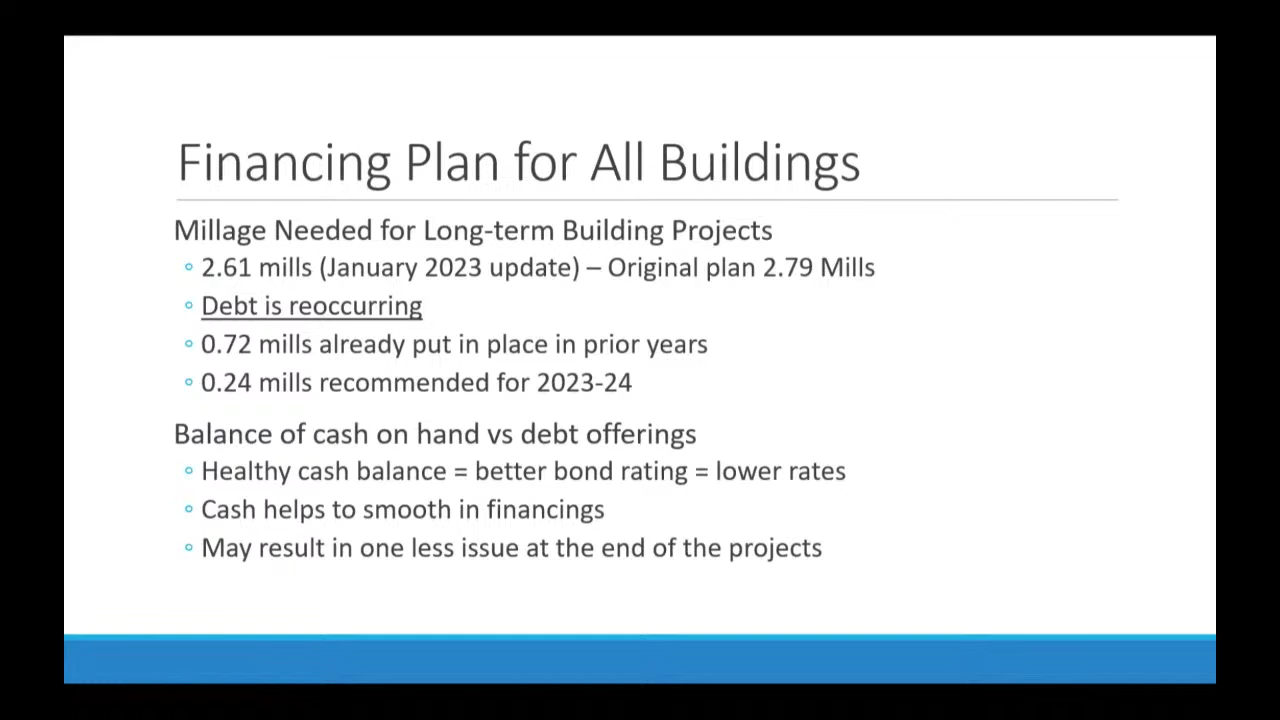 Financing Plan for All Buildings
Millage Needed for Long-term Building Projects
◦ 2.61 mills (January 2023 update) – Original plan 2.79 Mills
◦ Debt is reoccurring
◦ 0.72 mills already put in place in prior years
◦ 0.24 mills recommended for 2023-24
Balance of cash on hand vs debt offerings
◦ Healthy cash balance = better bond rating = lower rates
◦ Cash helps to smooth in financings
◦ May result in one less issue at the end of the projects